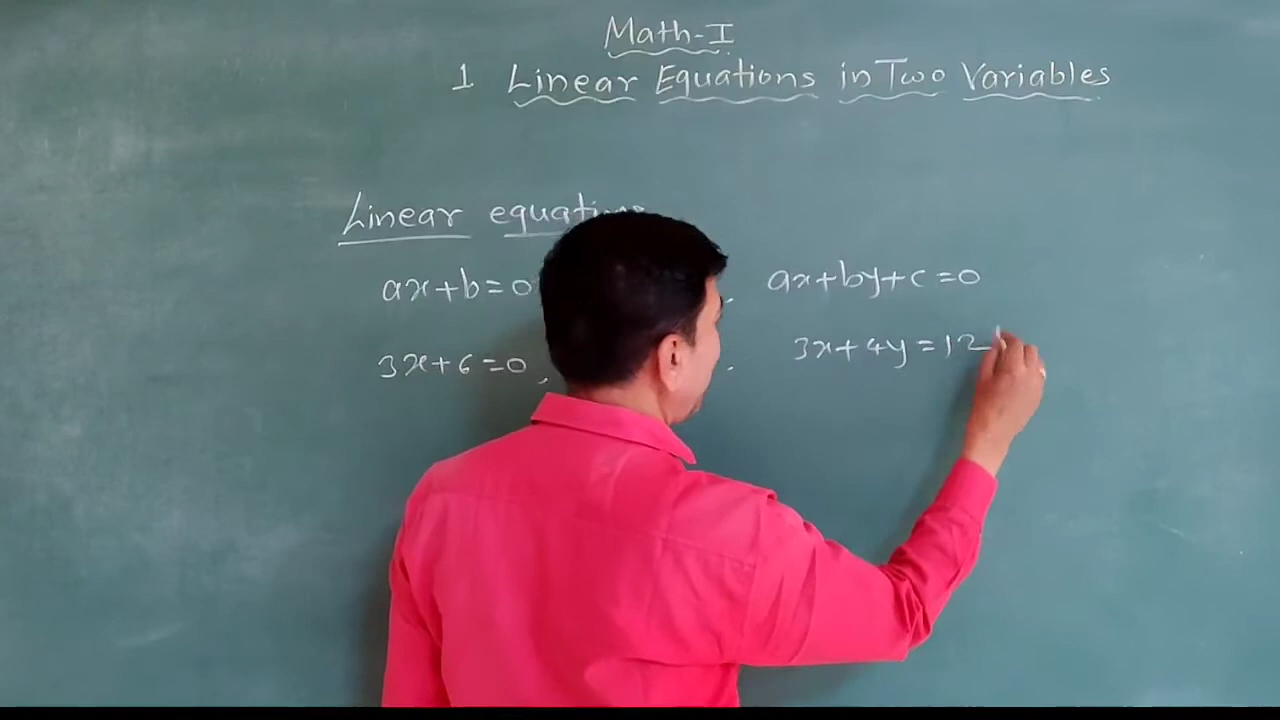 Math-I
1 Linear Equations in Two Variables
Linear
ax+b=0 , ax+by+c=0
3x+6=0, . 3x+4y=12